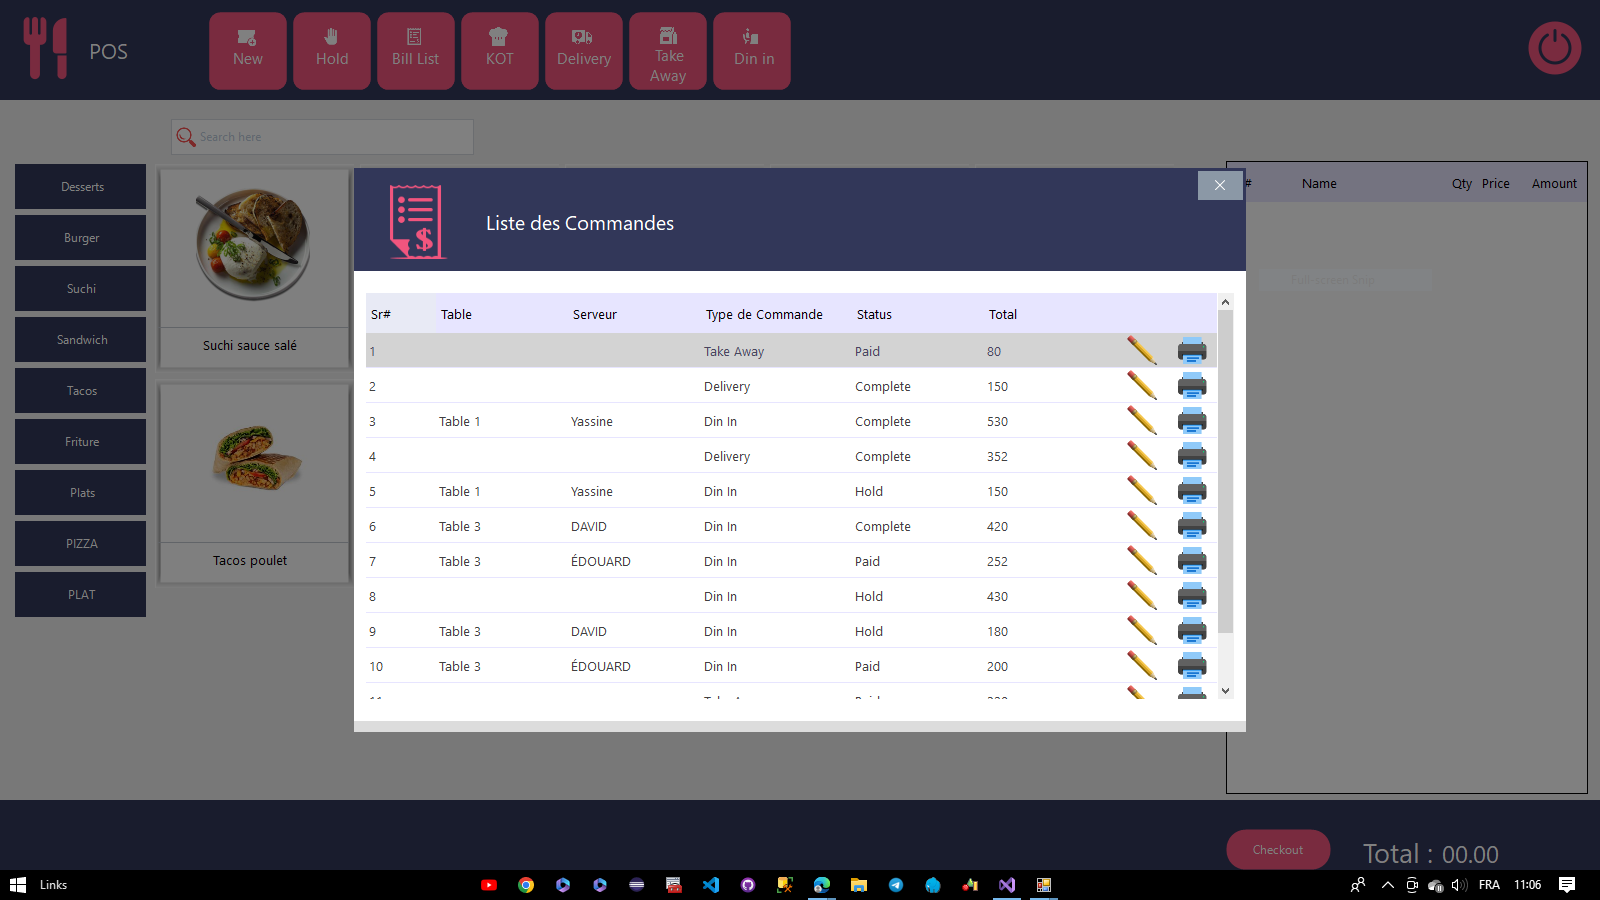 POS
New
Hold
Bill List
KOT
Delivery
Take
Away
Din in
Search here
Desserts
Burger
Suchi
Sandwich
Tacos
Friture
Plats
PIZZA
PLAT
Suchi sauce salé
Tacos poulet
Liste des Commandes
Sr# Table Serveur Type de Commande Status Total
1 Take Away Paid 80
2 Delivery Complete 150
3 Table 1 Yassine Din In Complete 530
4 Delivery Complete 352
5 Table 1 Yassine Din In Hold 150
6 Table 3 DAVID Din In Complete 420
7 Table 3 ÉDOUARD Din In Paid 252
8 Din In Hold 430
9 Table 3 DAVID Din In Hold 180
10 Table 3 ÉDOUARD Din In Paid 200
# Name Qty Price Amount
Full-screen Snip
Checkout
Total : 00.00
Links
FRA 11:06